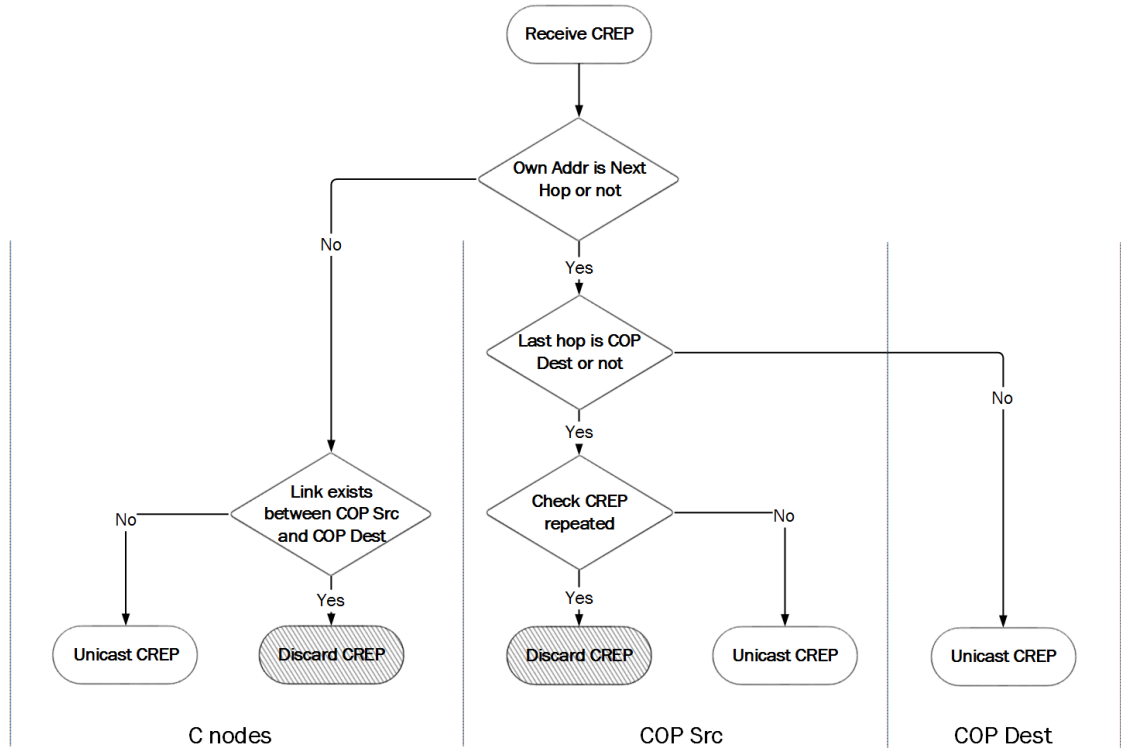 Receive CREP
Own Addr is Next
Hop or not
No
Yes
Last hop is COP
Dest or not
No
Yes
Link exists
between COP Src
and COP Dest
No
Yes
Check CREP
repeated
No
Yes
Unicast CREP
Discard CREP
Discard CREP
Unicast CREP
Unicast CREP
C nodes
COP Src
COP Dest